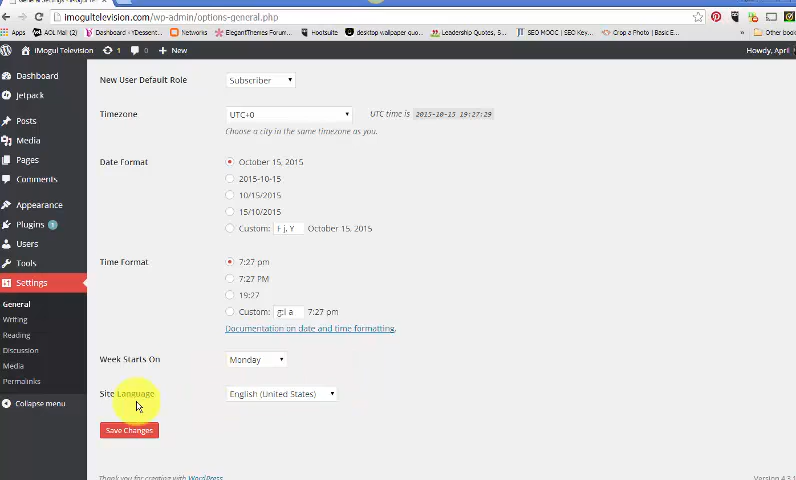 imogultelevision.com/wp-admin/options-general.php
Apps
AOL Mail (2)
Dashboard ‹ Y=Zestenn...
Networks
ElegantThemes Forum...
Hootsuite
desktop wallpaper quo...
Leadership Quotes, S...
SEO MOOC | SEO Key...
Crop a Photo | Basic E...
»
Other book
iMogul Television
1
0
+ New
Howdy, April
Dashboard
Jetpack
Posts
Media
Pages
Comments
Appearance
Plugins 1
Users
Tools
Settings
General
Writing
Reading
Discussion
Media
Permalinks
Collapse menu
New User Default Role
Subscriber
Timezone
UTC+0
UTC time is 2015-10-15 19:27:29
Choose a city in the same timezone as you.
Date Format
October 15, 2015
2015-10-15
10/15/2015
15/10/2015
Custom: F j, Y October 15, 2015
Time Format
7:27 pm
7:27 PM
19:27
Custom: g:i a 7:27 pm
Documentation on date and time formatting.
Week Starts On
Monday
Site Language
English (United States)
Save Changes
Thank you for creating with WordPress.
Version 4.3.1